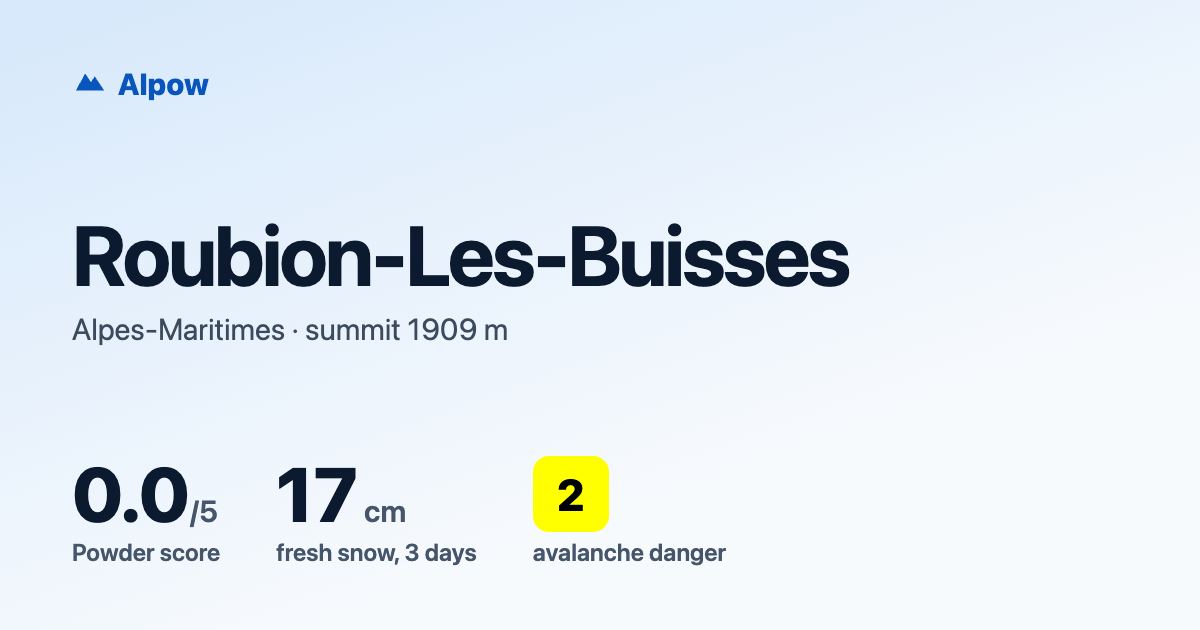 Alpow
Roubion-Les-Buisses
Alpes-Maritimes · summit 1909 m
0.0/5 17 cm 2
Powder score fresh snow, 3 days avalanche danger